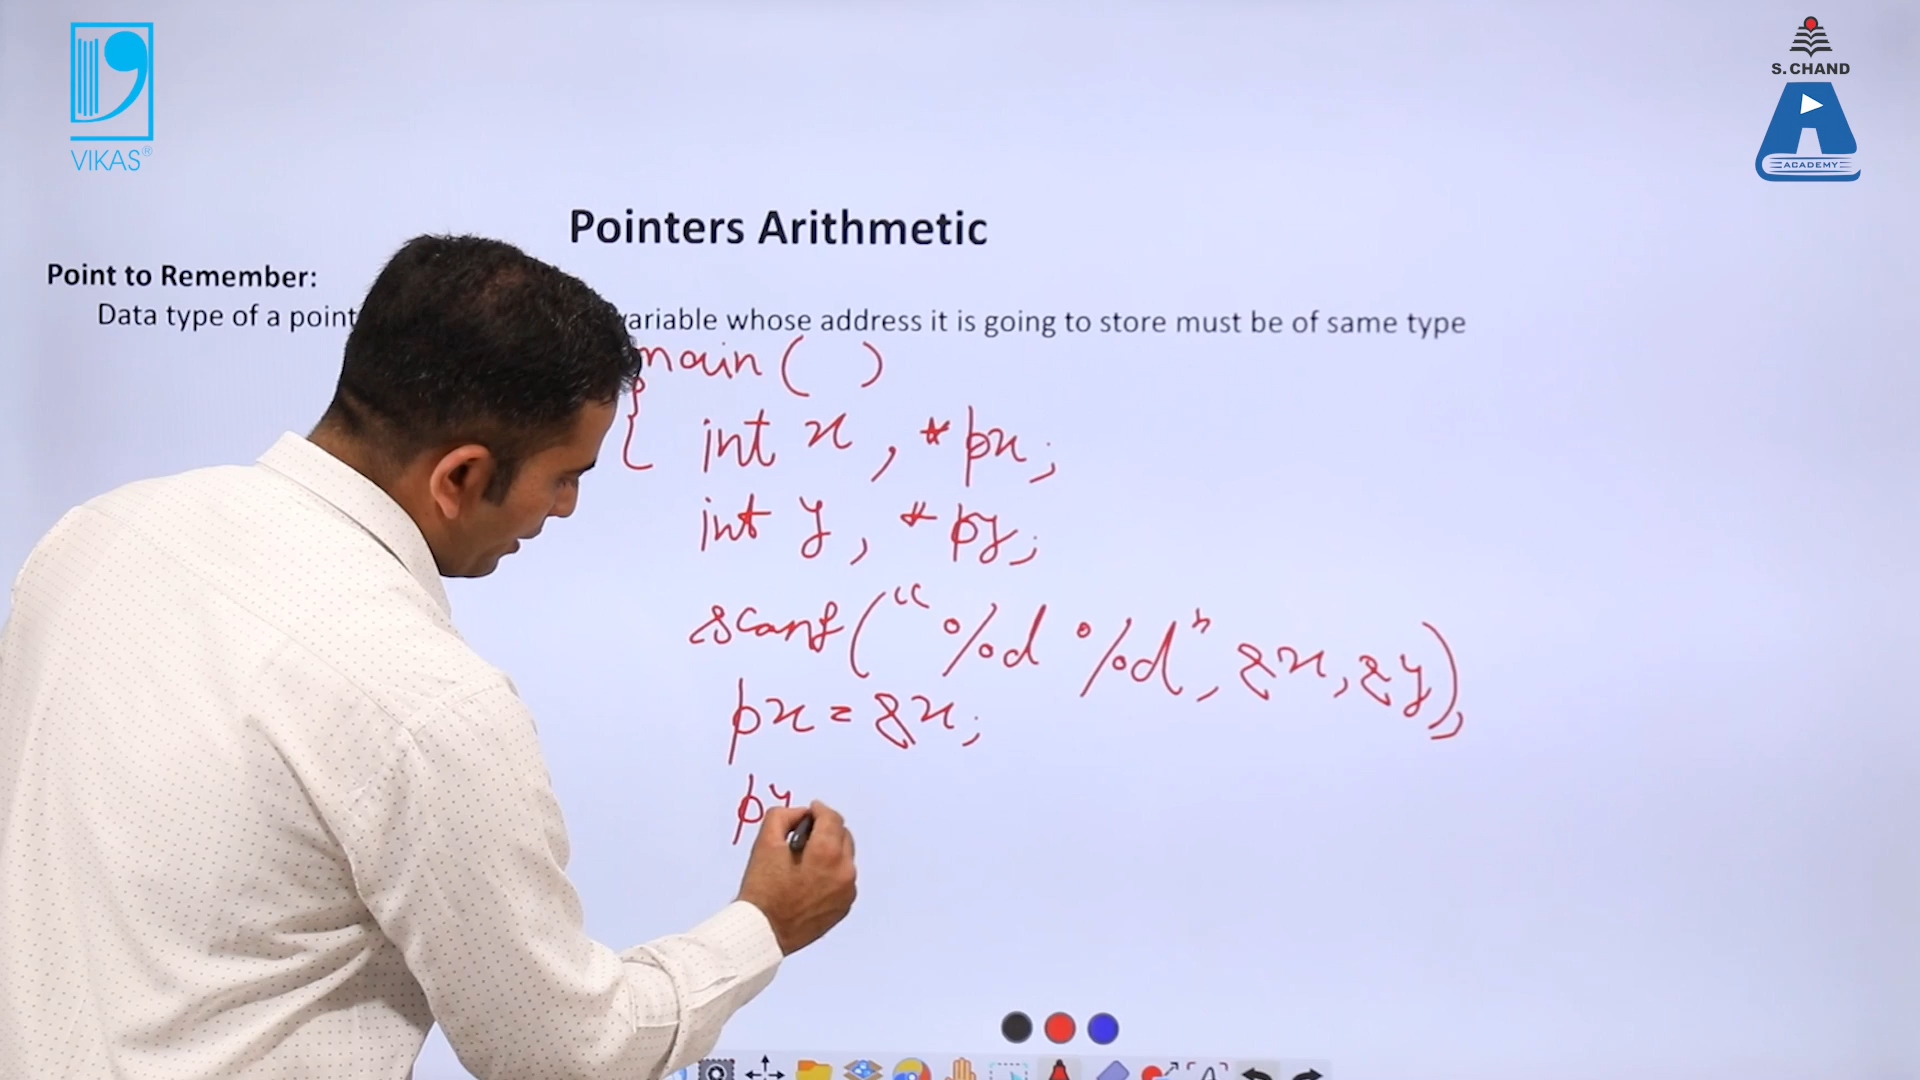 VIKAS®
S. CHAND
ACADEMY
Pointers Arithmetic
Point to Remember:
Data type of a point variable whose address it is going to store must be of same type
main ( )
{ int x , *px;
int y , *py;
scanf("%d %d", &x, &y);
px = &x;
py